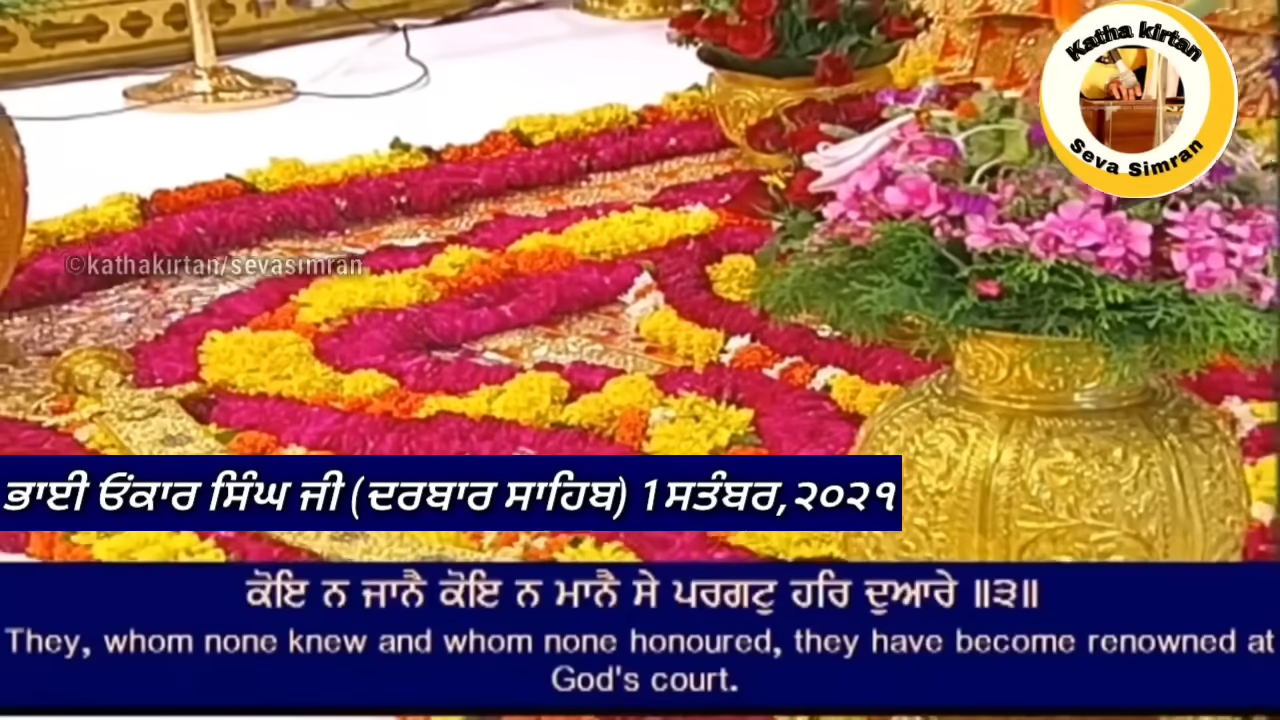 Katha kirtan
Seva Simran
©kathakirtan/sevasimran
ਭਾਈ ਓਂਕਾਰ ਸਿੰਘ ਜੀ (ਦਰਬਾਰ ਸਾਹਿਬ) 1 ਸਤੰਬਰ,੨੦੨੧
ਕੋਇ ਨ ਜਾਨੈ ਕੋਇ ਨ ਮਾਨੈ ਸੇ ਪਰਗਟੁ ਹਰਿ ਦੁਆਰੇ ॥੩॥
They, whom none knew and whom none honoured, they have become renowned at
God's court.